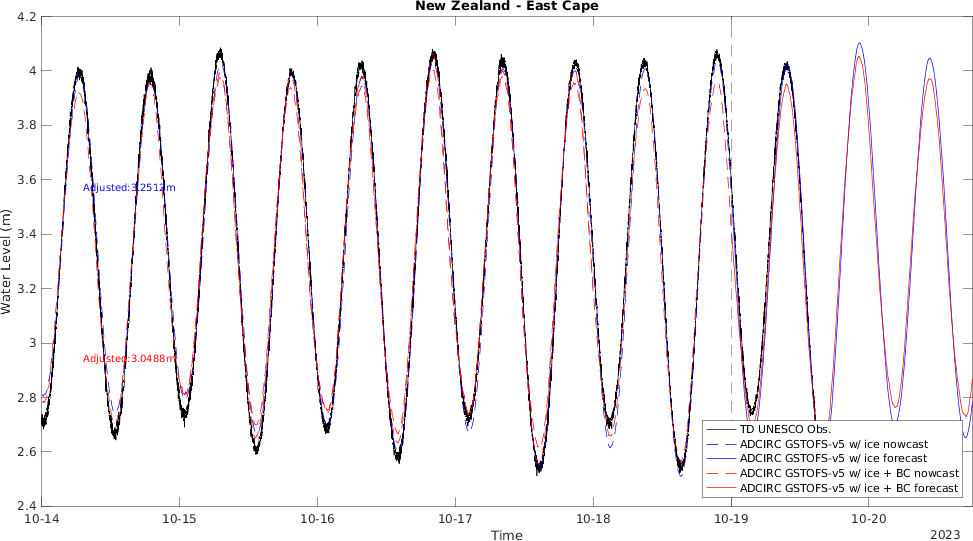 New Zealand - East Cape
4.2
4
3.8
3.6
3.4
3.2
3
2.8
2.6
2.4
Water Level (m)
Adjusted:3.2512m
Adjusted:3.0488m
TD UNESCO Obs.
ADCIRC GSTOFS-v5 w/ ice nowcast
ADCIRC GSTOFS-v5 w/ ice forecast
ADCIRC GSTOFS-v5 w/ ice + BC nowcast
ADCIRC GSTOFS-v5 w/ ice + BC forecast
10-14 10-15 10-16 10-17 10-18 10-19 10-20
Time
2023